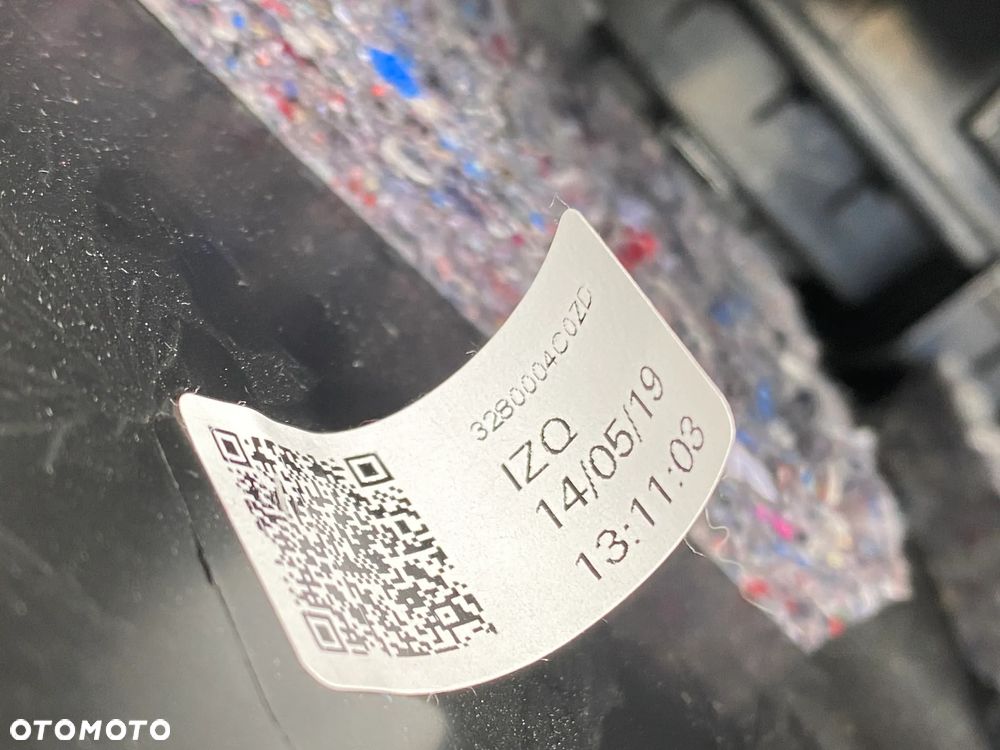 3280004C0ZD
IZQ
14/05/19
13:11:03
OTOMOTO